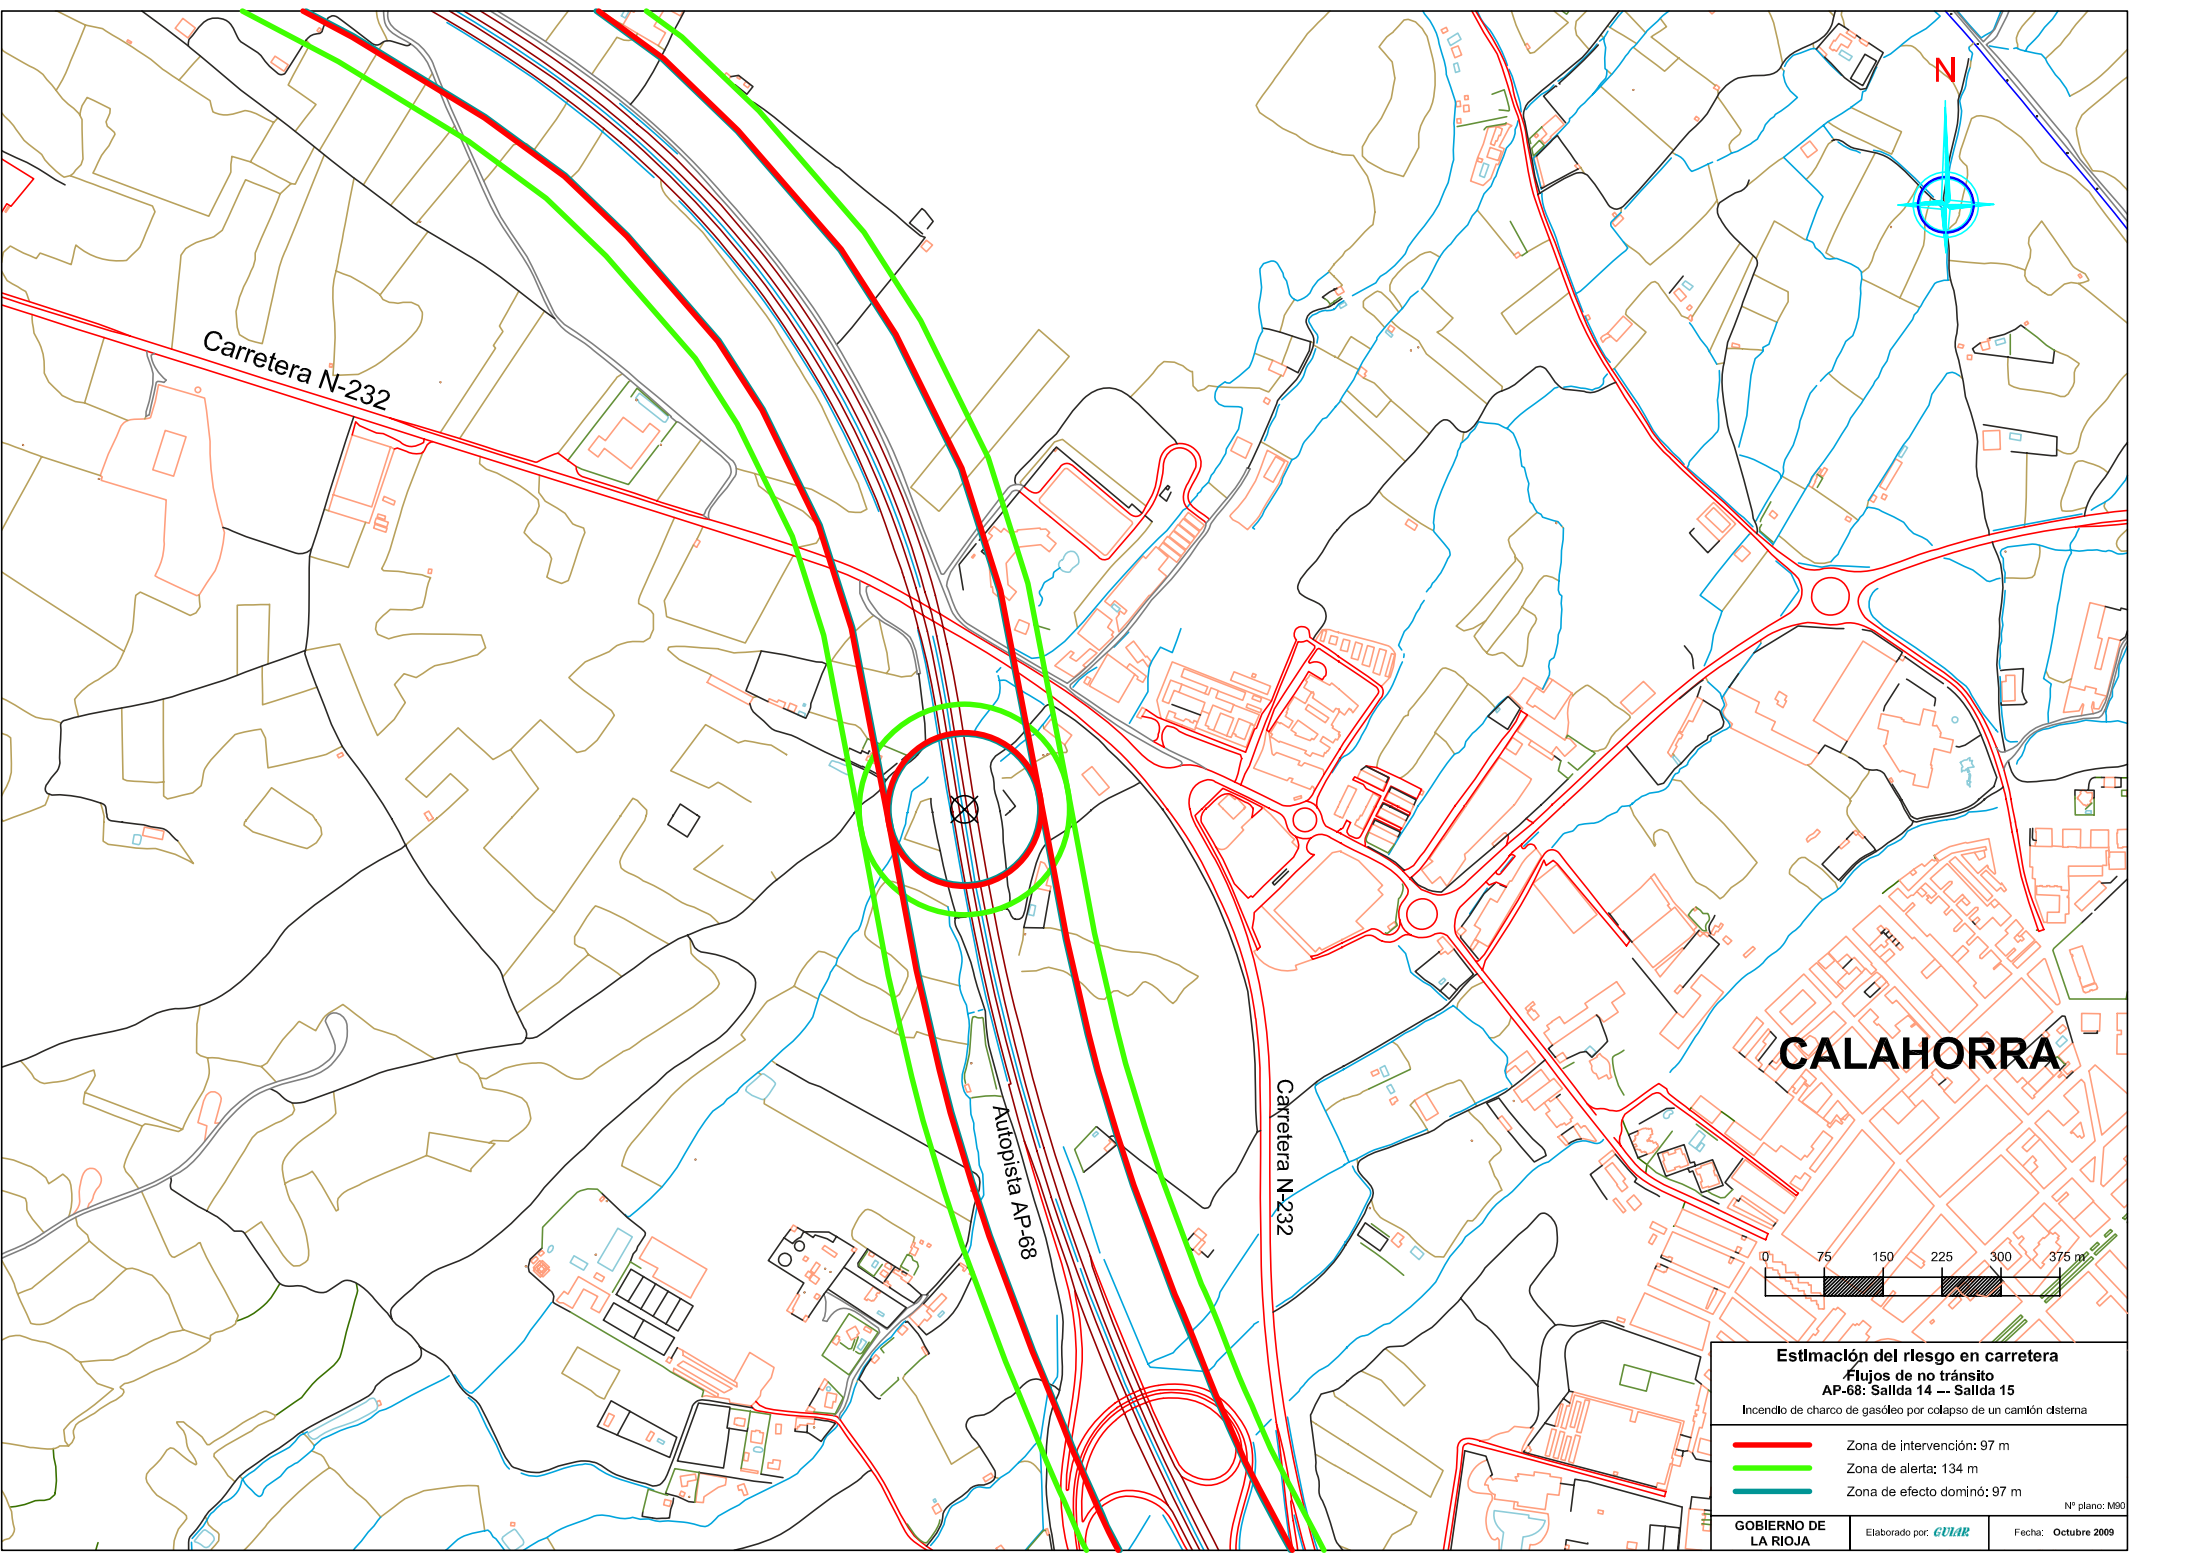 N
Carretera N-232
CALAHORRA
Autopista AP-68
Carretera N-232
0 75 150 225 300 375 m
Estimación del riesgo en carretera
Flujos de no tránsito
AP-68: Salida 14 --- Salida 15
Incendio de charco de gasóleo por colapso de un camión cisterna
Zona de intervención: 97 m
Zona de alerta: 134 m
Zona de efecto dominó: 97 m
Nº plano: M90
GOBIERNO DE
LA RIOJA
Elaborado por: GUIAR
Fecha: Octubre 2009